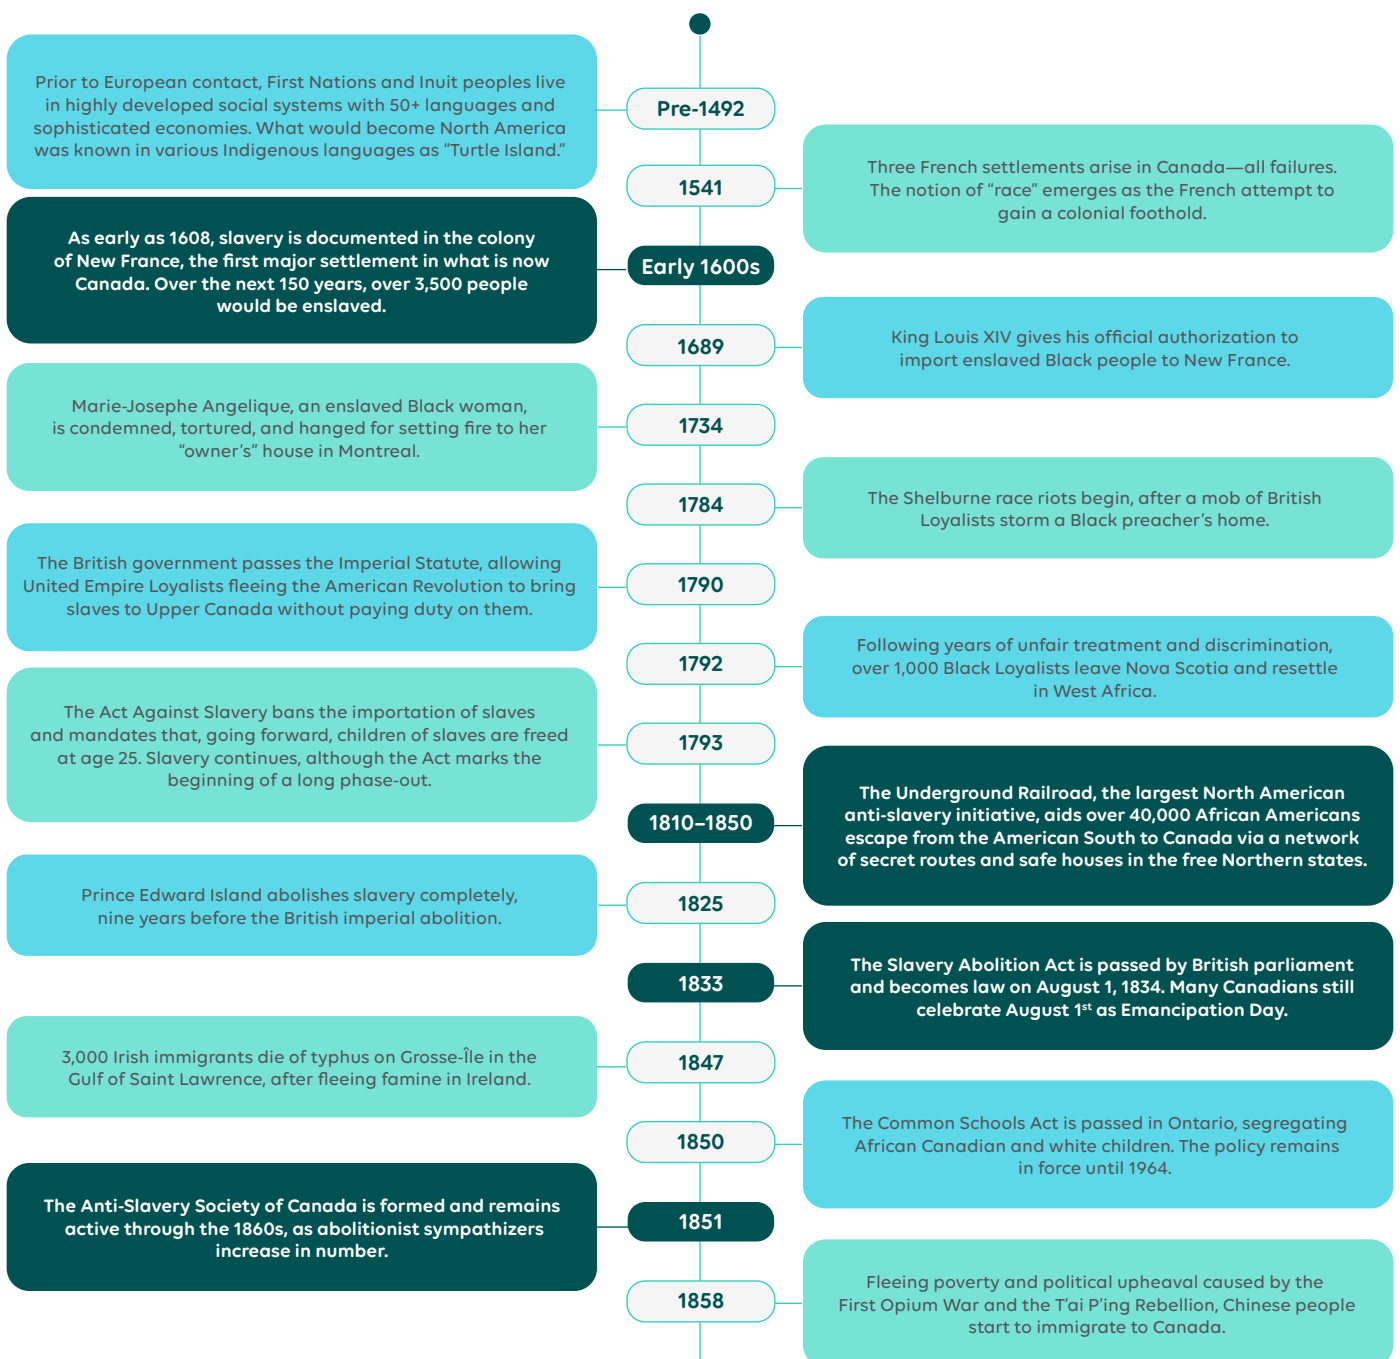 Pre-1492
Prior to European contact, First Nations and Inuit peoples live
in highly developed social systems with 50+ languages and
sophisticated economies. What would become North America
was known in various Indigenous languages as “Turtle Island.”
1541
Three French settlements arise in Canada—all failures.
The notion of “race” emerges as the French attempt to
gain a colonial foothold.
Early 1600s
As early as 1608, slavery is documented in the colony
of New France, the first major settlement in what is now
Canada. Over the next 150 years, over 3,500 people
would be enslaved.
1689
King Louis XIV gives his official authorization to
import enslaved Black people to New France.
1734
Marie-Josephe Angelique, an enslaved Black woman,
is condemned, tortured, and hanged for setting fire to her
“owner’s” house in Montreal.
1784
The Shelburne race riots begin, after a mob of British
Loyalists storm a Black preacher’s home.
1790
The British government passes the Imperial Statute, allowing
United Empire Loyalists fleeing the American Revolution to bring
slaves to Upper Canada without paying duty on them.
1792
Following years of unfair treatment and discrimination,
over 1,000 Black Loyalists leave Nova Scotia and resettle
in West Africa.
1793
The Act Against Slavery bans the importation of slaves
and mandates that, going forward, children of slaves are freed
at age 25. Slavery continues, although the Act marks the
beginning of a long phase-out.
1810–1850
The Underground Railroad, the largest North American
anti-slavery initiative, aids over 40,000 African Americans
escape from the American South to Canada via a network
of secret routes and safe houses in the free Northern states.
1825
Prince Edward Island abolishes slavery completely,
nine years before the British imperial abolition.
1833
The Slavery Abolition Act is passed by British parliament
and becomes law on August 1, 1834. Many Canadians still
celebrate August 1st as Emancipation Day.
1847
3,000 Irish immigrants die of typhus on Grosse-Île in the
Gulf of Saint Lawrence, after fleeing famine in Ireland.
1850
The Common Schools Act is passed in Ontario, segregating
African Canadian and white children. The policy remains
in force until 1964.
1851
The Anti-Slavery Society of Canada is formed and remains
active through the 1860s, as abolitionist sympathizers
increase in number.
1858
Fleeing poverty and political upheaval caused by the
First Opium War and the T’ai P’ing Rebellion, Chinese people
start to immigrate to Canada.